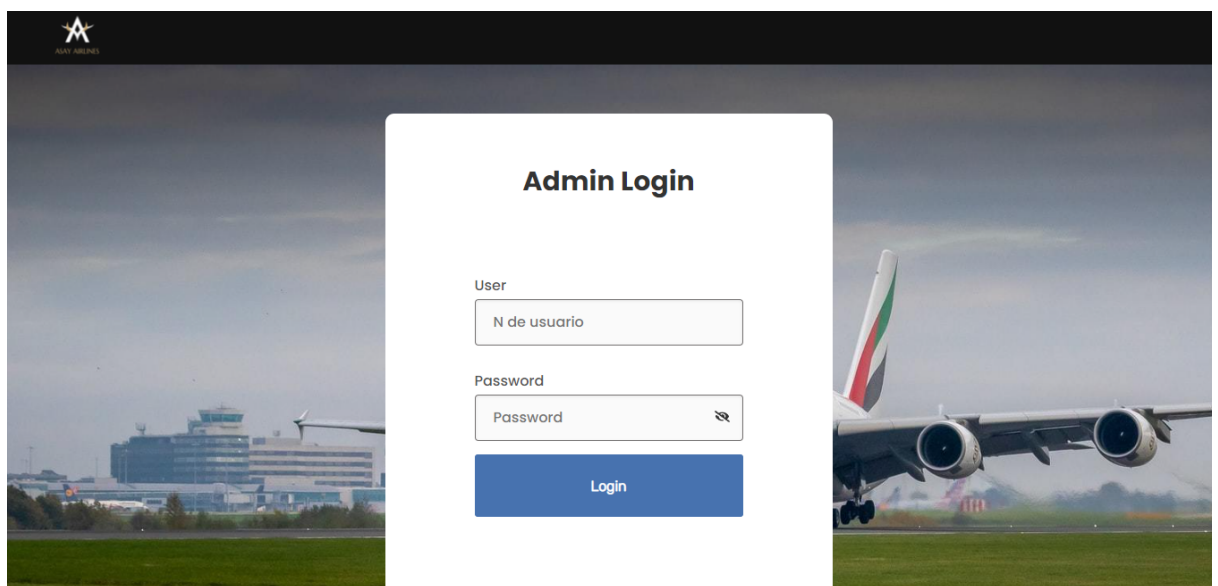 ASAY AIRLINES
Admin Login
User
N de usuario
Password
Password
Login